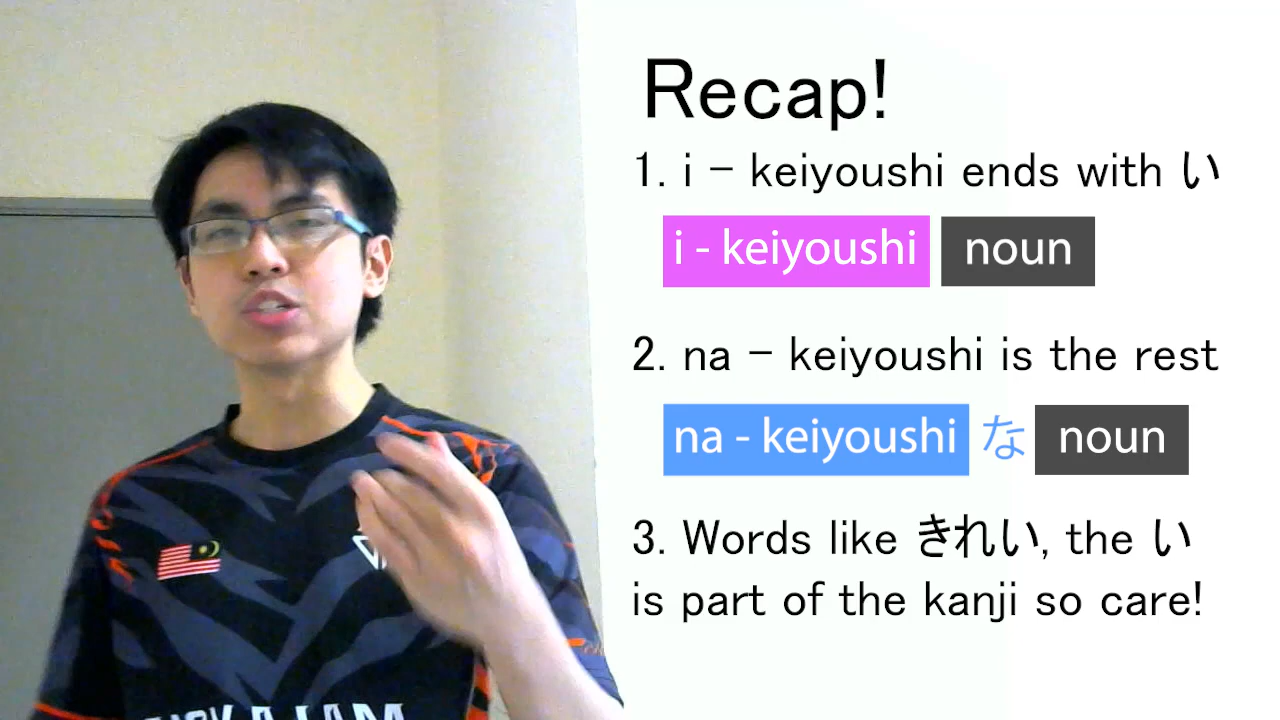 Recap!
1. i - keiyoushi ends with い
i - keiyoushi noun
2. na - keiyoushi is the rest
na - keiyoushi な noun
3. Words like きれい, the い
is part of the kanji so care!